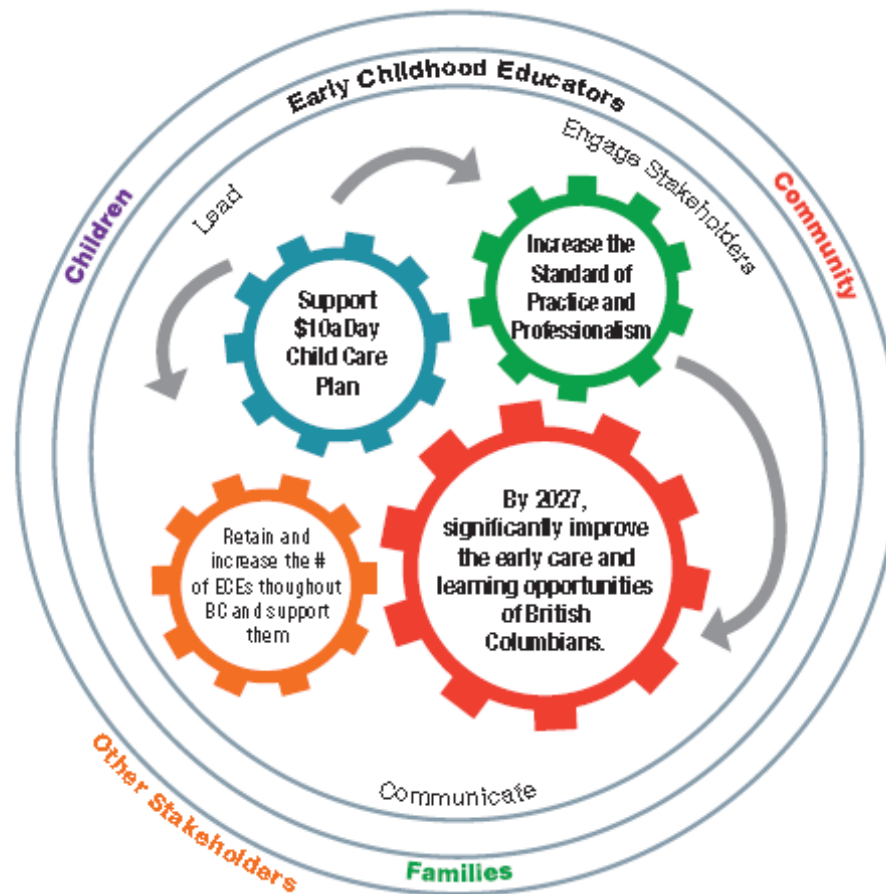 Early Childhood Educators
Children
Community
Lead
Engage Stakeholders
Support
$10aDay
Child Care
Plan
Increase the
Standard of
Practice and
Professionalism
Retain and
increase the #
of ECEs thoughout
BC and support
them
By 2027,
significantly improve
the early care and
learning opportunities
of British
Columbians.
Communicate
Other Stakeholders
Families